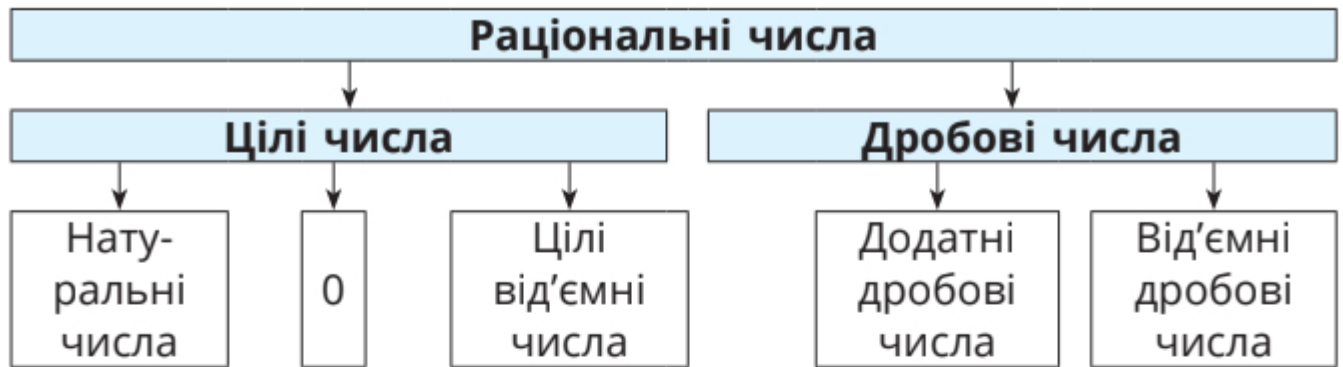 Раціональні числа
Цілі числа
Дробові числа
Нату-
ральні
числа
0
Цілі
від’ємні
числа
Додатні
дробові
числа
Від’ємні
дробові
числа